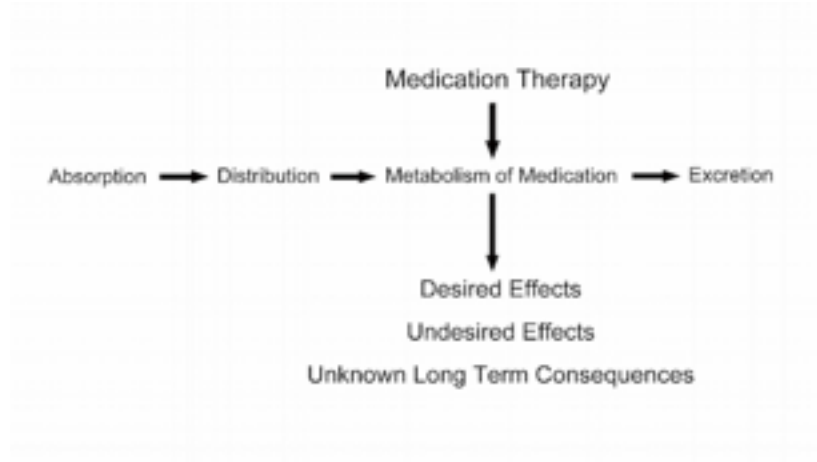 Medication Therapy
Absorption Distribution Metabolism of Medication Excretion
Desired Effects
Undesired Effects
Unknown Long Term Consequences